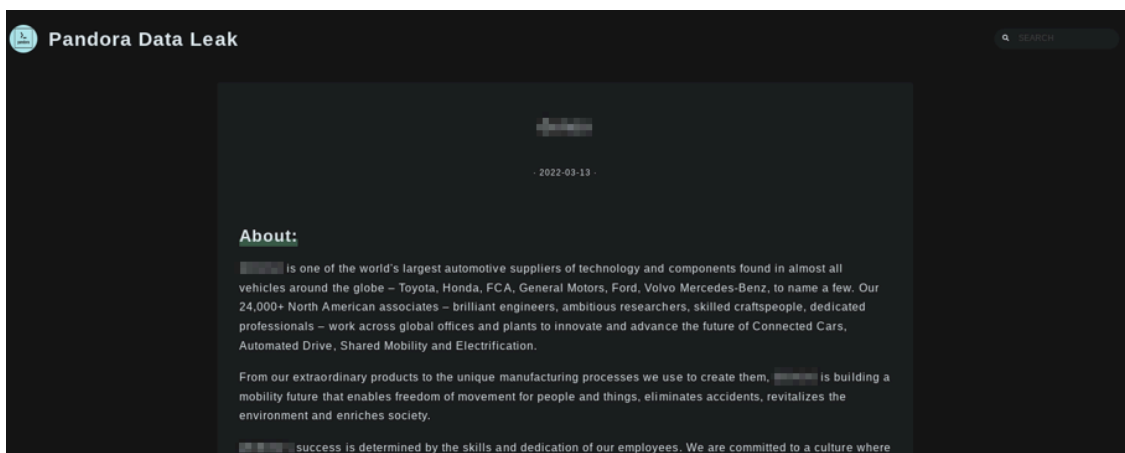 Pandora Data Leak
SEARCH
· 2022-03-13 ·
About:
is one of the world's largest automotive suppliers of technology and components found in almost all
vehicles around the globe – Toyota, Honda, FCA, General Motors, Ford, Volvo Mercedes-Benz, to name a few. Our
24,000+ North American associates – brilliant engineers, ambitious researchers, skilled craftspeople, dedicated
professionals – work across global offices and plants to innovate and advance the future of Connected Cars,
Automated Drive, Shared Mobility and Electrification.
From our extraordinary products to the unique manufacturing processes we use to create them, is building a
mobility future that enables freedom of movement for people and things, eliminates accidents, revitalizes the
environment and enriches society.
success is determined by the skills and dedication of our employees. We are committed to a culture where